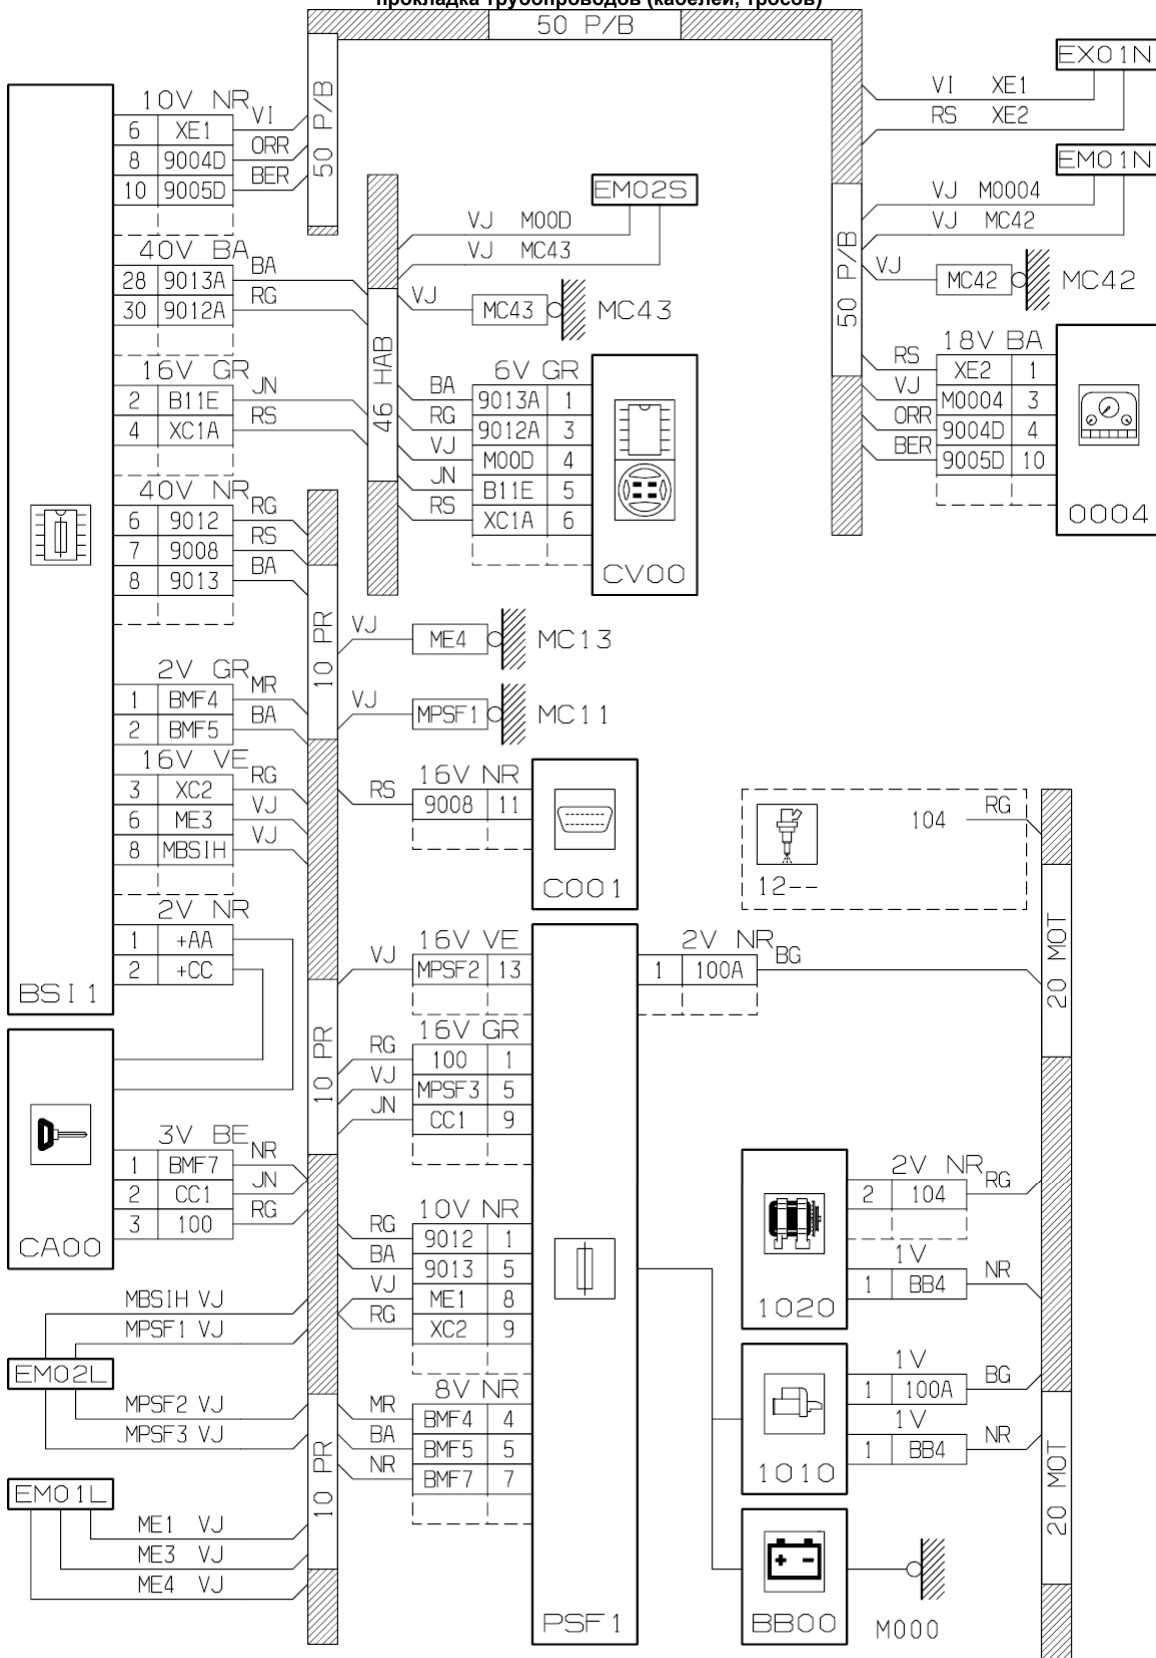 прокладка трубопроводов (кабелей, тросов)
50 P/B
EX01N
VI XE1
RS XE2
EM01N
VJ M0004
VJ MC42
50 P/B
VJ
MC42
MC42
18V BA
RS XE2 1
VJ M0004 3
ORR 9004D 4
BER 9005D 10
0004
10V NR
6 XE1 VI
8 9004D ORR
10 9005D BER
50 P/B
40V BA
28 9013A BA
30 9012A RG
16V GR
2 B11E JN
4 XC1A RS
40V NR
6 9012 RG
7 9008 RS
8 9013 BA
2V GR
1 BMF4 MR
2 BMF5 BA
16V VE
3 XC2 RG
6 ME3 VJ
8 MBSIH VJ
2V NR
1 +AA
2 +CC
BSI1
EM02S
VJ M00D
VJ MC43
VJ
MC43
MC43
46 HAB
6V GR
BA 9013A 1
RG 9012A 3
VJ M00D 4
JN B11E 5
RS XC1A 6
CV00
10 PR
VJ ME4 MC13
VJ MPSF1 MC11
16V NR
RS 9008 11
C001
104 RG
12--
20 MOT
16V VE
VJ MPSF2 13
2V NR
1 100A BG
10 PR
16V GR
RG 100 1
VJ MPSF3 5
JN CC1 9
3V BE
1 BMF7 NR
2 CC1 JN
3 100 RG
CA00
10V NR
RG 9012 1
BA 9013 5
VJ ME1 8
RG XC2 9
2V NR
2 104 RG
1V
1 BB4 NR
1020
MBSIH VJ
MPSF1 VJ
EM02L
MPSF2 VJ
MPSF3 VJ
8V NR
MR BMF4 4
BA BMF5 5
NR BMF7 7
1V
1 100A BG
1V
1 BB4 NR
1010
20 MOT
10 PR
EM01L
ME1 VJ
ME3 VJ
ME4 VJ
PSF1
BB00
M000